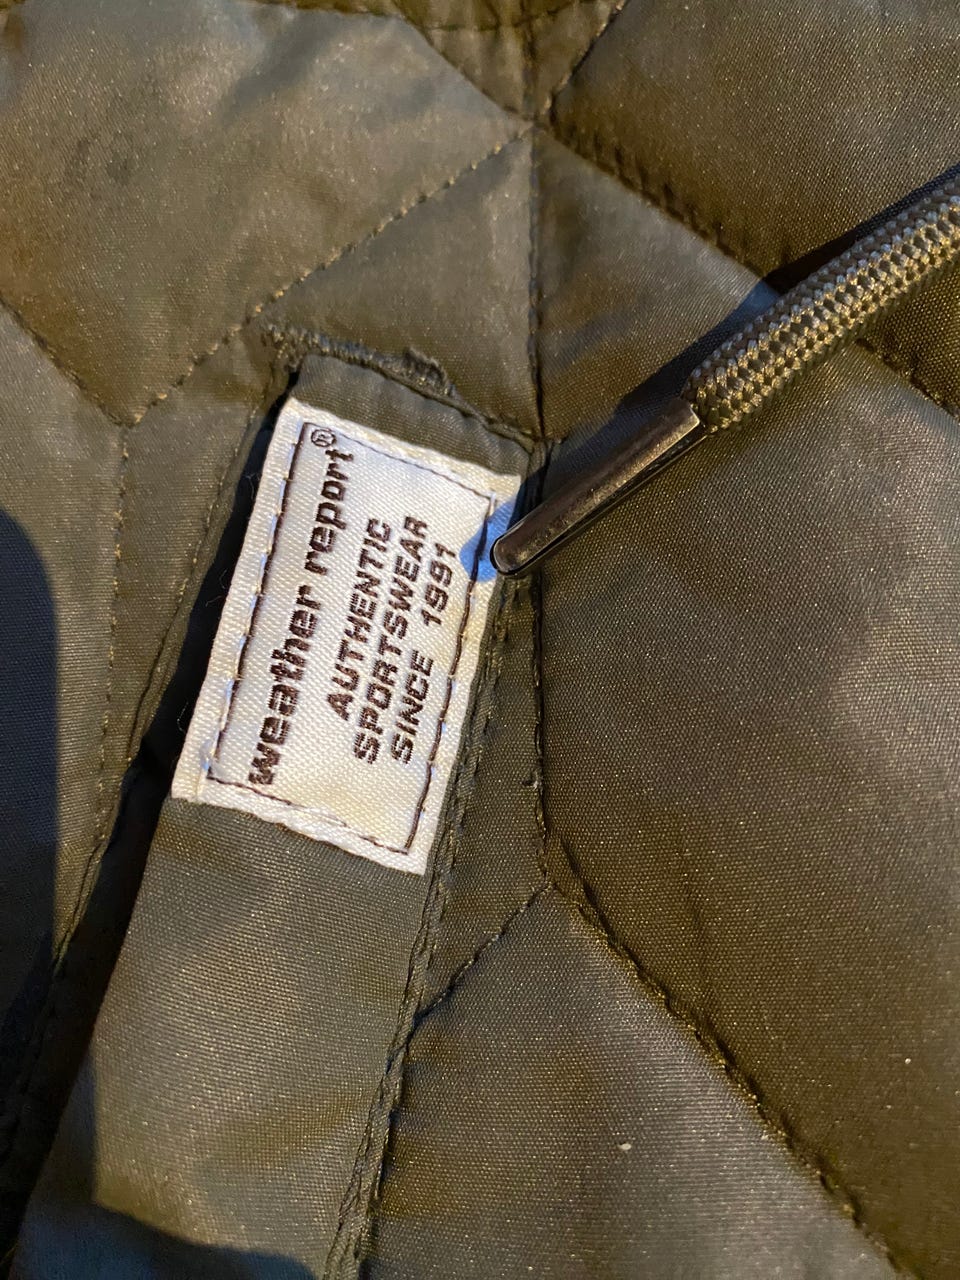 weather report®
AUTHENTIC
SPORTSWEAR
SINCE 1991